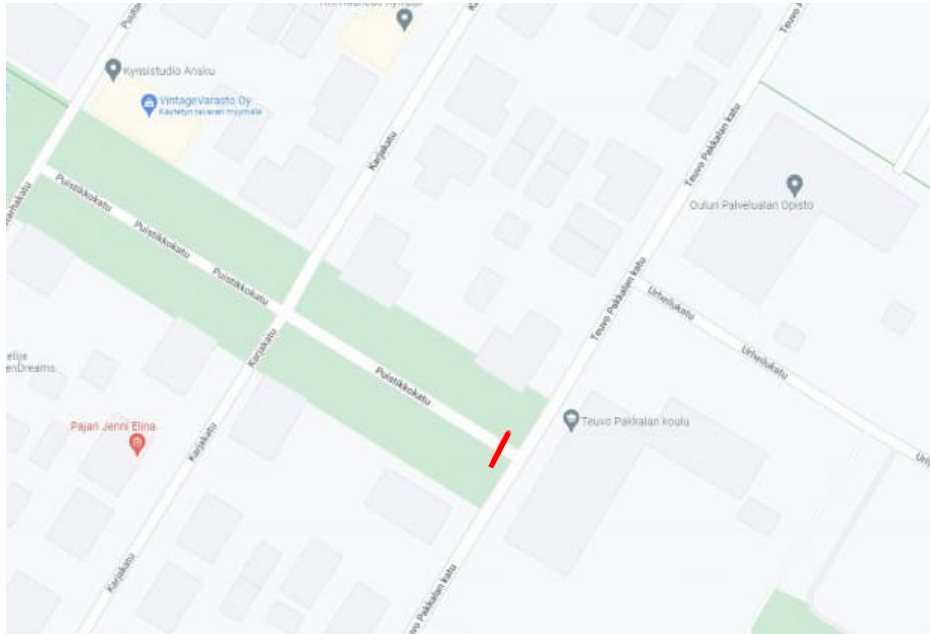 Kynsistudio Ansku
VintageVarasto Oy
Käytetyn tavaran myymälä
Karjakatu
Teuvo Pakkalan katu
Teuvo Pakkalan katu
Oulun Palvelualan Opisto
Puistikkokatu
Puistikkokatu
Puistikkokatu
Teuvo Pakkalan katu
Urheilukatu
Karjakatu
Urheilukatu
Puistikkokatu
Pajari Jenni Elina
Teuvo Pakkalan koulu
Karjakatu
Karjakatu